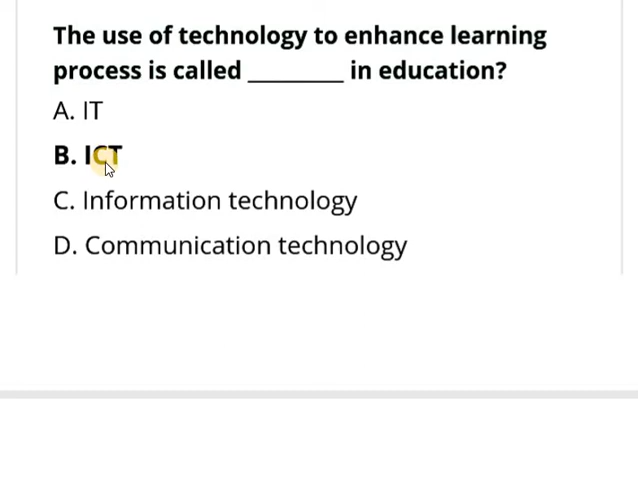 The use of technology to enhance learning
process is called ________ in education?
A. IT
B. ICT
C. Information technology
D. Communication technology